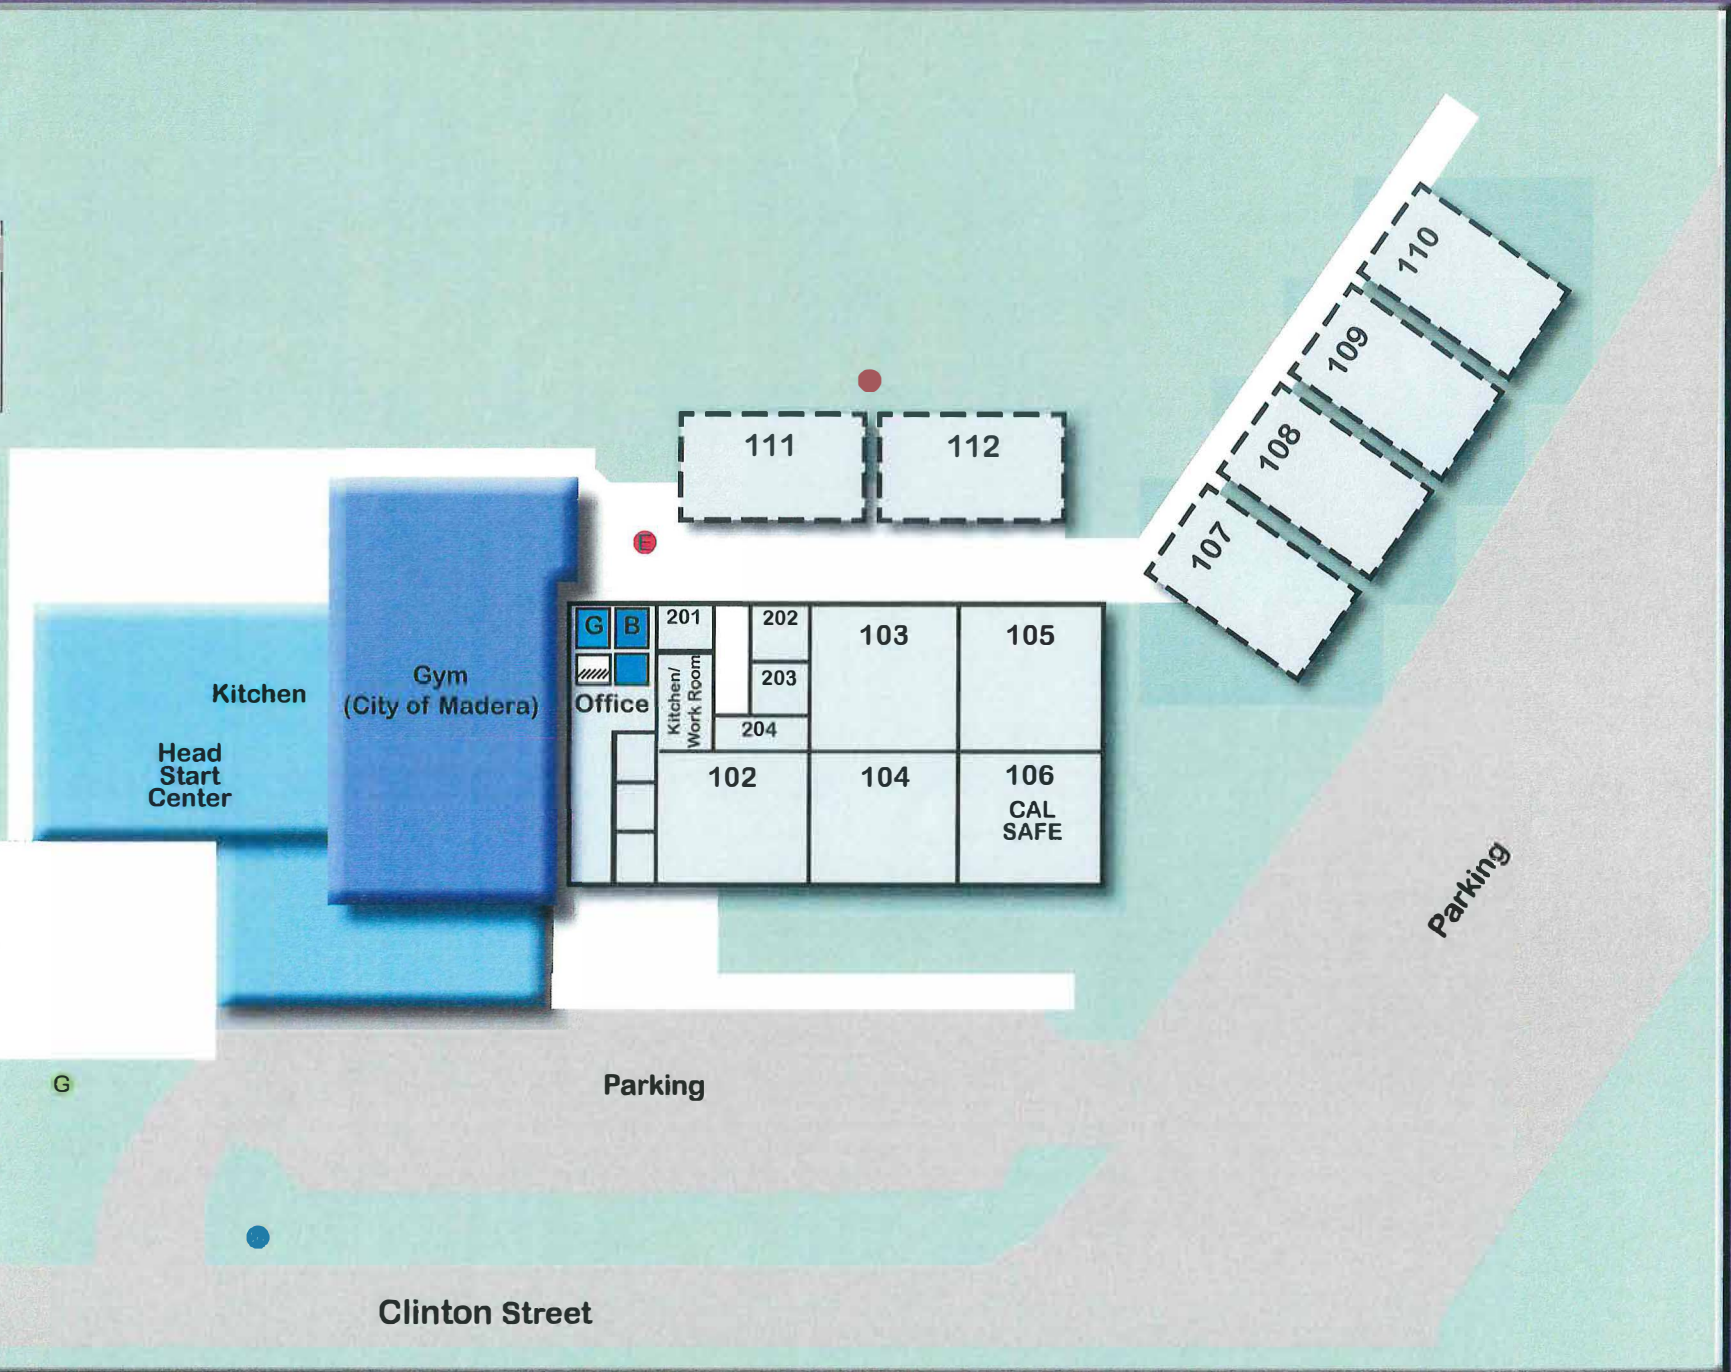 110
109
108
107
111
112
E
G
B
201
202
103
105
Kitchen/
Work Room
203
Office
204
Gym
(City of Madera)
Kitchen
Head
Start
Center
102
104
106
CAL
SAFE
Parking
G
Parking
Clinton Street